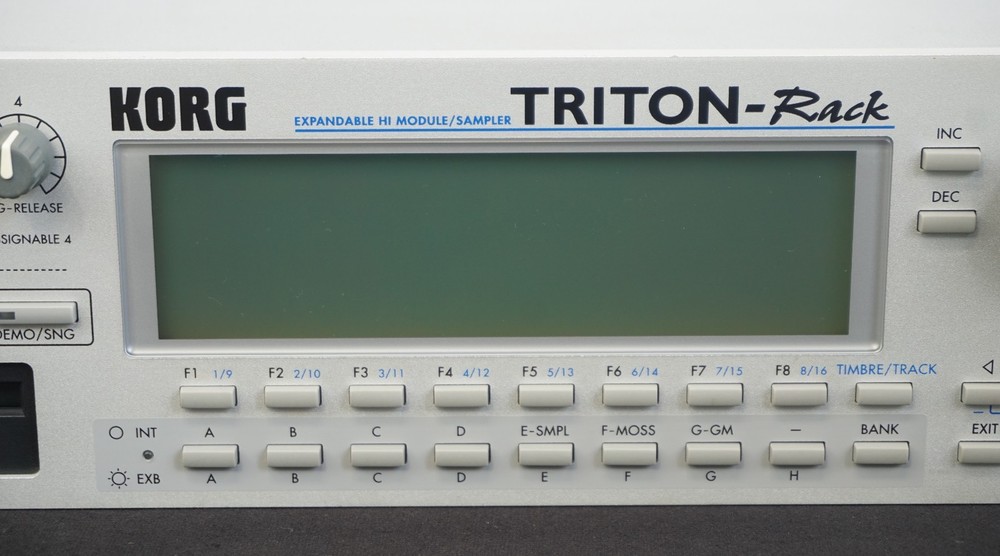 KORG
EXPANDABLE HI MODULE/SAMPLER TRITON-Rack
4
G-RELEASE
SIGNABLE 4
DEMO/SNG
INC
DEC
F1 1/9 F2 2/10 F3 3/11 F4 4/12 F5 5/13 F6 6/14 F7 7/15 F8 8/16 TIMBRE/TRACK
INT A B C D E-SMPL F-MOSS G-GM – BANK
EXB A B C D E F G H
EXIT